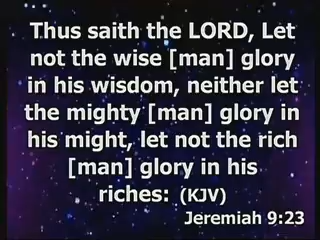 Thus saith the LORD, Let
not the wise [man] glory
in his wisdom, neither let
the mighty [man] glory in
his might, let not the rich
[man] glory in his
riches: (KJV)
Jeremiah 9:23